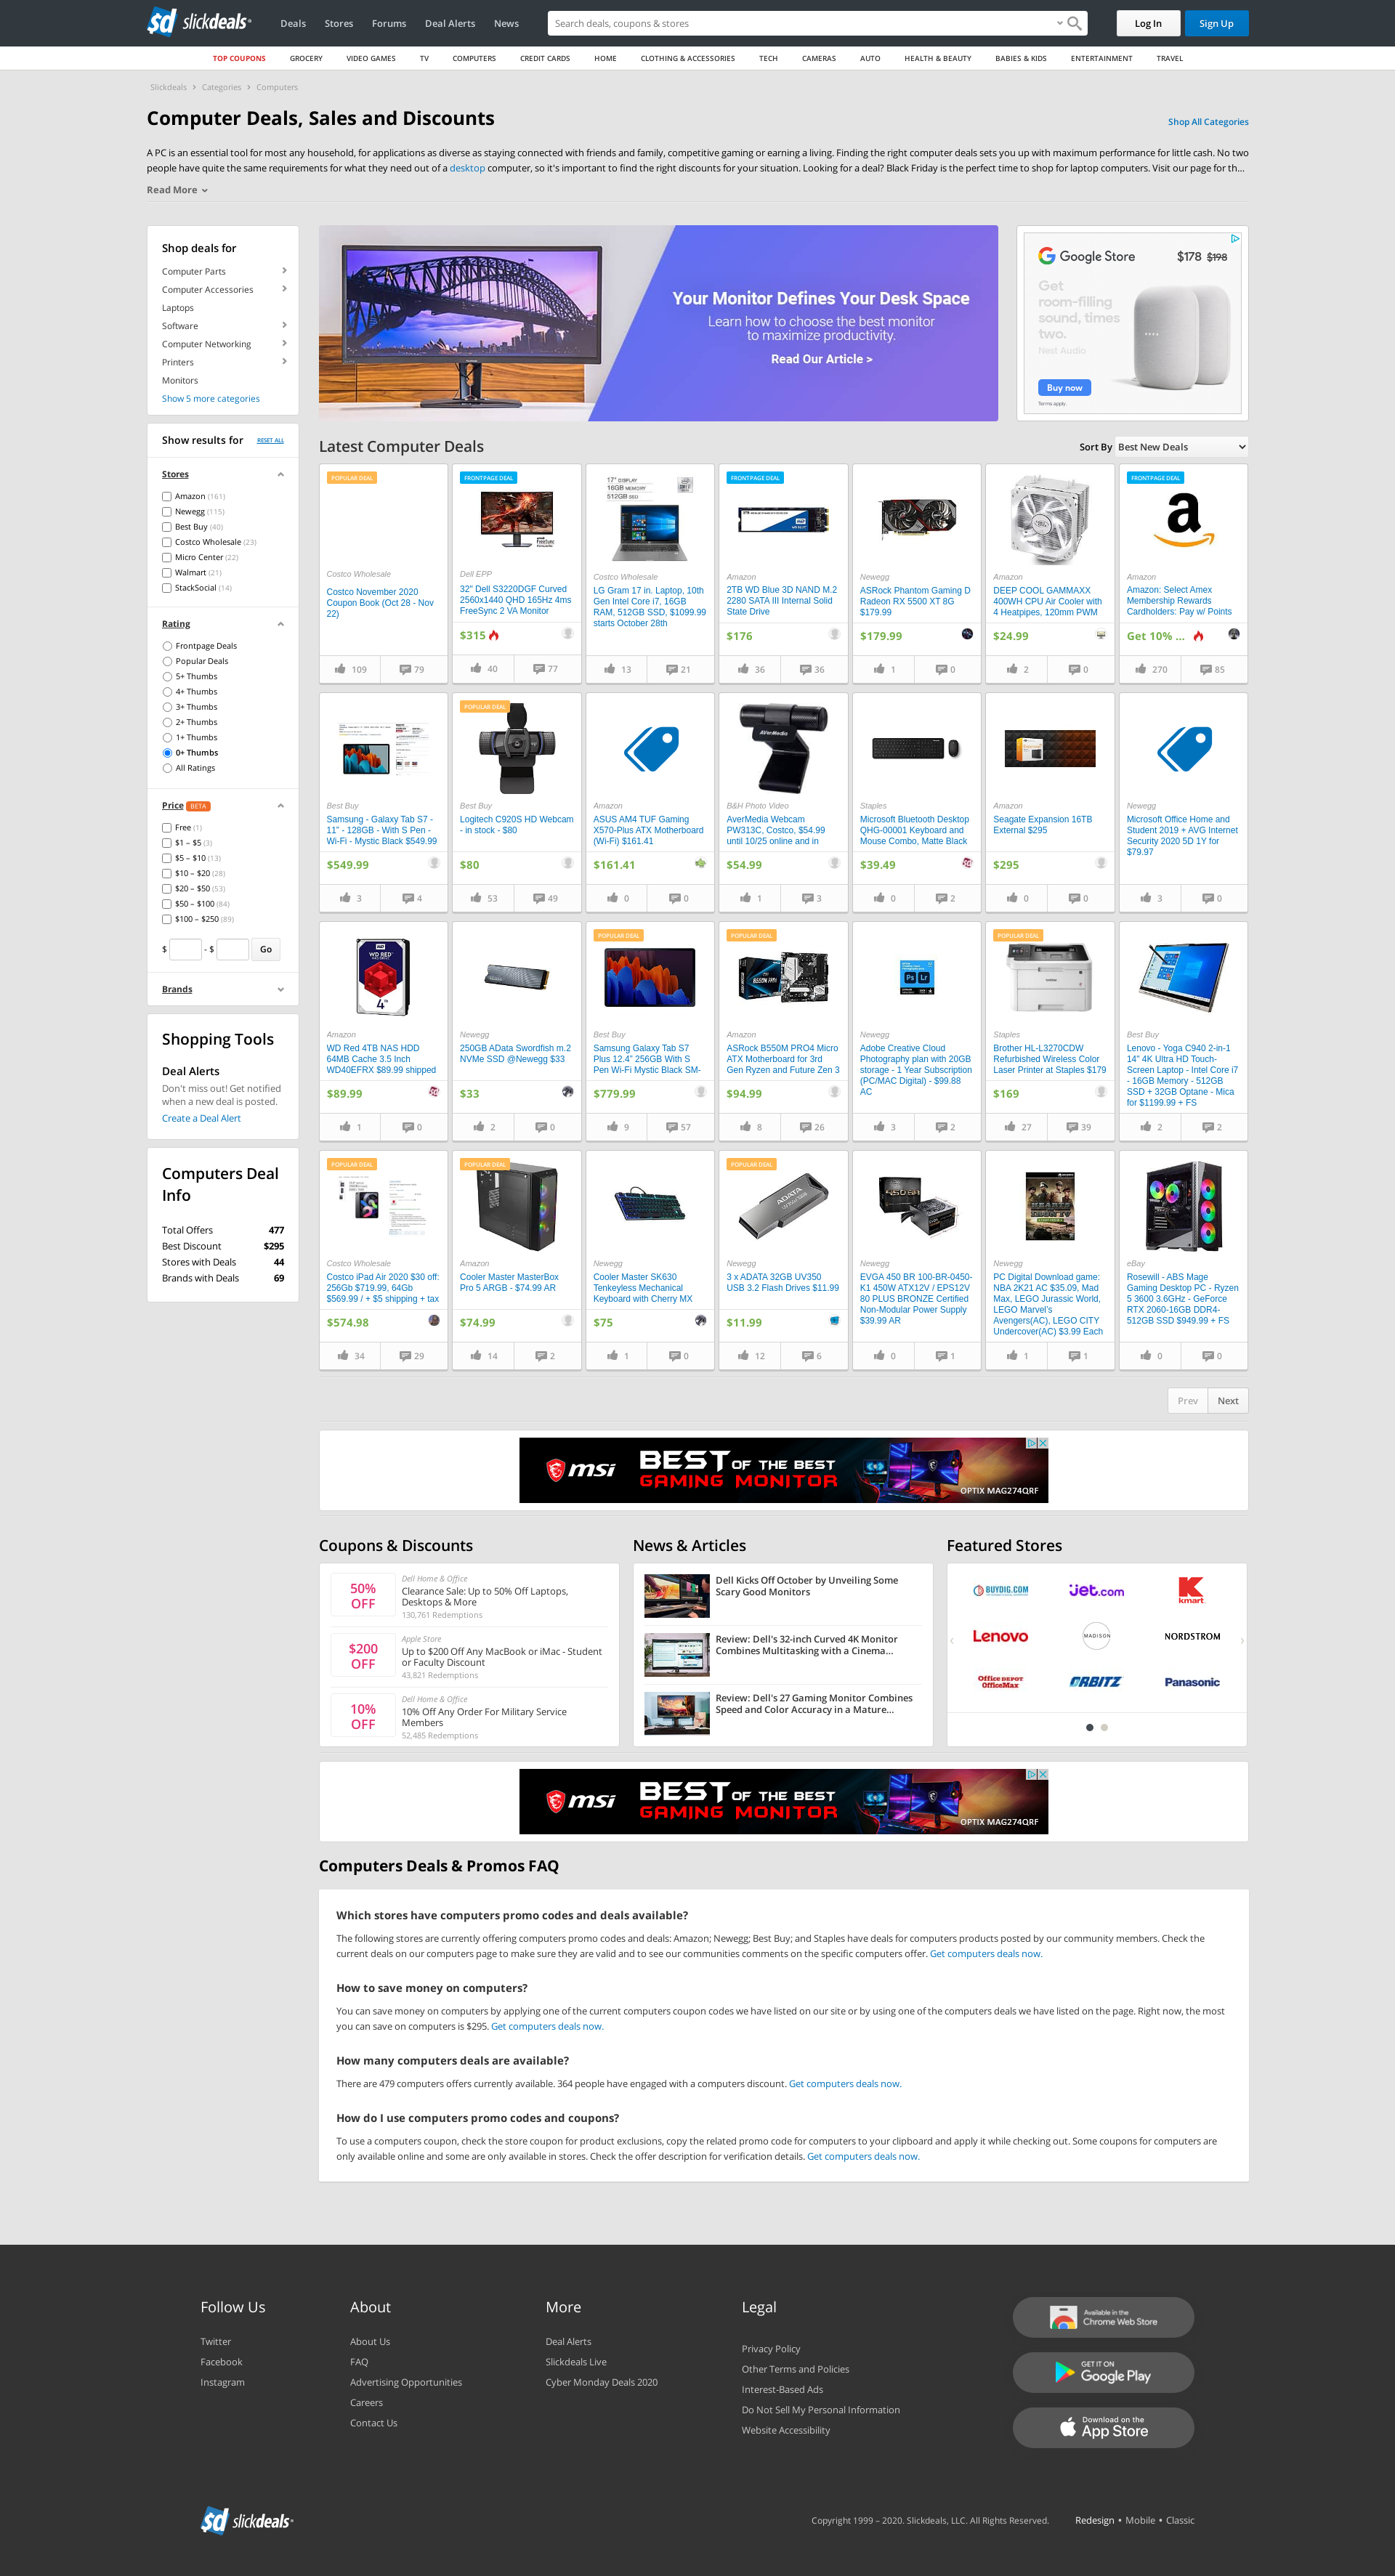 sd slickdeals
Deals Stores Forums Deal Alerts News
Search deals, coupons & stores
Log In Sign Up
TOP COUPONS GROCERY VIDEO GAMES TV COMPUTERS CREDIT CARDS HOME CLOTHING & ACCESSORIES TECH CAMERAS AUTO HEALTH & BEAUTY BABIES & KIDS ENTERTAINMENT TRAVEL
Slickdeals › Categories › Computers
Computer Deals, Sales and Discounts
Shop All Categories
A PC is an essential tool for most any household, for applications as diverse as staying connected with friends and family, competitive gaming or earning a living. Finding the right computer deals sets you up with maximum performance for little cash. No two
people have quite the same requirements for what they need out of a desktop computer, so it's important to find the right discounts for your situation. Looking for a deal? Black Friday is the perfect time to shop for laptop computers. Visit our page for th...
Read More
Shop deals for
Computer Parts
Computer Accessories
Laptops
Software
Computer Networking
Printers
Monitors
Show 5 more categories
Your Monitor Defines Your Desk Space
Learn how to choose the best monitor
to maximize productivity.
Read Our Article >
Google Store $178 $198
Get
room-filling
sound, times
two.
Nest Audio
Buy now
Terms apply.
Show results for RESET ALL
Stores
Amazon (161)
Newegg (115)
Best Buy (40)
Costco Wholesale (23)
Micro Center (22)
Walmart (21)
StackSocial (14)
Rating
Frontpage Deals
Popular Deals
5+ Thumbs
4+ Thumbs
3+ Thumbs
2+ Thumbs
1+ Thumbs
0+ Thumbs
All Ratings
Price BETA
Free (1)
$1 – $5 (3)
$5 – $10 (13)
$10 – $20 (28)
$20 – $50 (53)
$50 – $100 (84)
$100 – $250 (89)
$ - $ Go
Brands
Shopping Tools
Deal Alerts
Don't miss out! Get notified
when a new deal is posted.
Create a Deal Alert
Computers Deal
Info
Total Offers 477
Best Discount $295
Stores with Deals 44
Brands with Deals 69
Latest Computer Deals
Sort By Best New Deals
POPULAR DEAL
Costco Wholesale
Costco November 2020
Coupon Book (Oct 28 - Nov
22)
109 79
FRONTPAGE DEAL
FreeSync
Dell EPP
32" Dell S3220DGF Curved
2560x1440 QHD 165Hz 4ms
FreeSync 2 VA Monitor
$315
40 77
17" DISPLAY
16GB MEMORY
512GB SSD
Costco Wholesale
LG Gram 17 in. Laptop, 10th
Gen Intel Core i7, 16GB
RAM, 512GB SSD, $1099.99
starts October 28th
13 21
FRONTPAGE DEAL
Amazon
2TB WD Blue 3D NAND M.2
2280 SATA III Internal Solid
State Drive
$176
36 36
Newegg
ASRock Phantom Gaming D
Radeon RX 5500 XT 8G
$179.99
$179.99
1 0
Amazon
DEEP COOL GAMMAXX
400WH CPU Air Cooler with
4 Heatpipes, 120mm PWM
$24.99
2 0
FRONTPAGE DEAL
a
Amazon
Amazon: Select Amex
Membership Rewards
Cardholders: Pay w/ Points
Get 10% ...
270 85
Best Buy
Samsung - Galaxy Tab S7 -
11" - 128GB - With S Pen -
Wi-Fi - Mystic Black $549.99
$549.99
3 4
POPULAR DEAL
Best Buy
Logitech C920S HD Webcam
- in stock - $80
$80
53 49
Amazon
ASUS AM4 TUF Gaming
X570-Plus ATX Motherboard
(Wi-Fi) $161.41
$161.41
0 0
AVerMedia
B&H Photo Video
AverMedia Webcam
PW313C, Costco, $54.99
until 10/25 online and in
$54.99
1 3
Staples
Microsoft Bluetooth Desktop
QHG-00001 Keyboard and
Mouse Combo, Matte Black
$39.49
0 2
Amazon
Seagate Expansion 16TB
External $295
$295
0 0
Newegg
Microsoft Office Home and
Student 2019 + AVG Internet
Security 2020 5D 1Y for
$79.97
3 0
WD RED
4TB
Amazon
WD Red 4TB NAS HDD
64MB Cache 3.5 Inch
WD40EFRX $89.99 shipped
$89.99
1 0
Newegg
250GB AData Swordfish m.2
NVMe SSD @Newegg $33
$33
2 0
POPULAR DEAL
Best Buy
Samsung Galaxy Tab S7
Plus 12.4" 256GB With S
Pen Wi-Fi Mystic Black SM-
$779.99
9 57
POPULAR DEAL
Amazon
ASRock B550M PRO4 Micro
ATX Motherboard for 3rd
Gen Ryzen and Future Zen 3
$94.99
8 26
Ps Lr
Newegg
Adobe Creative Cloud
Photography plan with 20GB
storage - 1 Year Subscription
(PC/MAC Digital) - $99.88
AC
3 2
POPULAR DEAL
Staples
Brother HL-L3270CDW
Refurbished Wireless Color
Laser Printer at Staples $179
$169
27 39
Best Buy
Lenovo - Yoga C940 2-in-1
14" 4K Ultra HD Touch-
Screen Laptop - Intel Core i7
- 16GB Memory - 512GB
SSD + 32GB Optane - Mica
for $1199.99 + FS
2 2
POPULAR DEAL
Costco Wholesale
Costco iPad Air 2020 $30 off:
256Gb $719.99, 64Gb
$569.99 / + $5 shipping + tax
$574.98
34 29
POPULAR DEAL
Amazon
Cooler Master MasterBox
Pro 5 ARGB - $74.99 AR
$74.99
14 2
Newegg
Cooler Master SK630
Tenkeyless Mechanical
Keyboard with Cherry MX
$75
1 0
POPULAR DEAL
ADATA
Newegg
3 x ADATA 32GB UV350
USB 3.2 Flash Drives $11.99
$11.99
12 6
450BR
Newegg
EVGA 450 BR 100-BR-0450-
K1 450W ATX12V / EPS12V
80 PLUS BRONZE Certified
Non-Modular Power Supply
$39.99 AR
0 1
Newegg
PC Digital Download game:
NBA 2K21 AC $35.09, Mad
Max, LEGO Jurassic World,
LEGO Marvel's
Avengers(AC), LEGO CITY
Undercover(AC) $3.99 Each
1 1
eBay
Rosewill - ABS Mage
Gaming Desktop PC - Ryzen
5 3600 3.6GHz - GeForce
RTX 2060-16GB DDR4-
512GB SSD $949.99 + FS
0 0
Prev Next
msi BEST OF THE BEST
GAMING MONITOR
OPTIX MAG274QRF
Coupons & Discounts
50%
OFF
Dell Home & Office
Clearance Sale: Up to 50% Off Laptops,
Desktops & More
130,761 Redemptions
$200
OFF
Apple Store
Up to $200 Off Any MacBook or iMac - Student
or Faculty Discount
43,821 Redemptions
10%
OFF
Dell Home & Office
10% Off Any Order For Military Service
Members
52,485 Redemptions
News & Articles
Dell Kicks Off October by Unveiling Some
Scary Good Monitors
Review: Dell's 32-inch Curved 4K Monitor
Combines Multitasking with a Cinema...
Review: Dell's 27 Gaming Monitor Combines
Speed and Color Accuracy in a Mature...
Featured Stores
BUYDIG.COM jet.com K kmart
Lenovo MADISON NORDSTROM
Office DEPOT OfficeMax ORBITZ Panasonic
msi BEST OF THE BEST
GAMING MONITOR
OPTIX MAG274QRF
Computers Deals & Promos FAQ
Which stores have computers promo codes and deals available?
The following stores are currently offering computers promo codes and deals: Amazon; Newegg; Best Buy; and Staples have deals for computers products posted by our community members. Check the
current deals on our computers page to make sure they are valid and to see our communities comments on the specific computers offer. Get computers deals now.
How to save money on computers?
You can save money on computers by applying one of the current computers coupon codes we have listed on our site or by using one of the computers deals we have listed on the page. Right now, the most
you can save on computers is $295. Get computers deals now.
How many computers deals are available?
There are 479 computers offers currently available. 364 people have engaged with a computers discount. Get computers deals now.
How do I use computers promo codes and coupons?
To use a computers coupon, check the store coupon for product exclusions, copy the related promo code for computers to your clipboard and apply it while checking out. Some coupons for computers are
only available online and some are only available in stores. Check the offer description for verification details. Get computers deals now.
Follow Us
Twitter
Facebook
Instagram
About
About Us
FAQ
Advertising Opportunities
Careers
Contact Us
More
Deal Alerts
Slickdeals Live
Cyber Monday Deals 2020
Legal
Privacy Policy
Other Terms and Policies
Interest-Based Ads
Do Not Sell My Personal Information
Website Accessibility
Available in the
Chrome Web Store
GET IT ON
Google Play
Download on the
App Store
sd slickdeals
Copyright 1999 – 2020. Slickdeals, LLC. All Rights Reserved. Redesign • Mobile • Classic